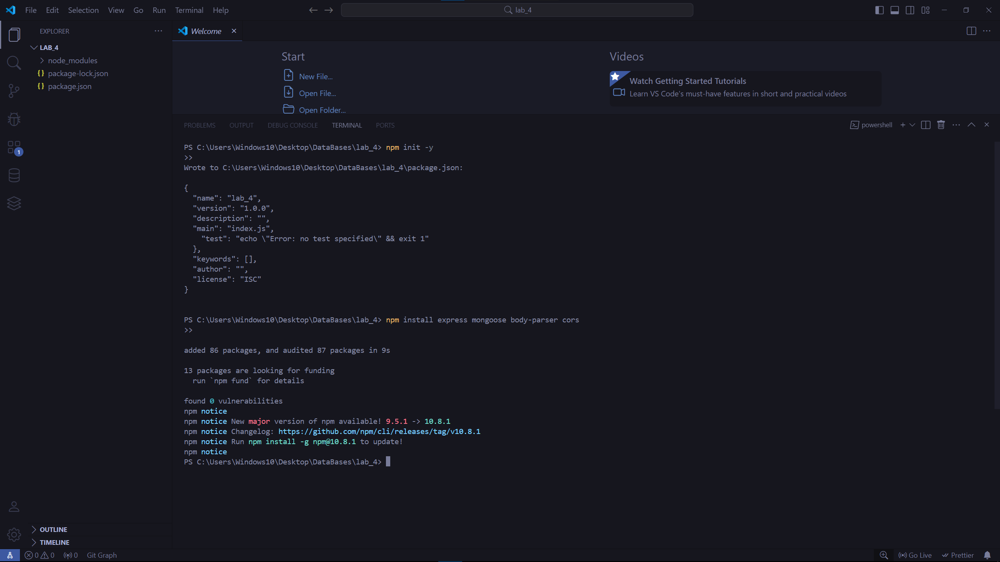 File Edit Selection View Go Run Terminal Help
lab_4
EXPLORER
LAB_4
node_modules
{} package-lock.json
{} package.json
Welcome
Start
New File...
Open File...
Open Folder...
Videos
Watch Getting Started Tutorials
Learn VS Code's must-have features in short and practical videos
PROBLEMS OUTPUT DEBUG CONSOLE TERMINAL PORTS
powershell
PS C:\Users\Windows10\Desktop\DataBases\lab_4> npm init -y
>>
Wrote to C:\Users\Windows10\Desktop\DataBases\lab_4\package.json:
{
"name": "lab_4",
"version": "1.0.0",
"description": "",
"main": "index.js",
"test": "echo \"Error: no test specified\" && exit 1"
},
"keywords": [],
"author": "",
"license": "ISC"
}
PS C:\Users\Windows10\Desktop\DataBases\lab_4> npm install express mongoose body-parser cors
>>
added 86 packages, and audited 87 packages in 9s
13 packages are looking for funding
run `npm fund` for details
found 0 vulnerabilities
npm notice
npm notice New major version of npm available! 9.5.1 -> 10.8.1
npm notice Changelog: https://github.com/npm/cli/releases/tag/v10.8.1
npm notice Run npm install -g npm@10.8.1 to update!
npm notice
PS C:\Users\Windows10\Desktop\DataBases\lab_4>
1
OUTLINE
TIMELINE
0 0 0 Git Graph
Go Live Prettier